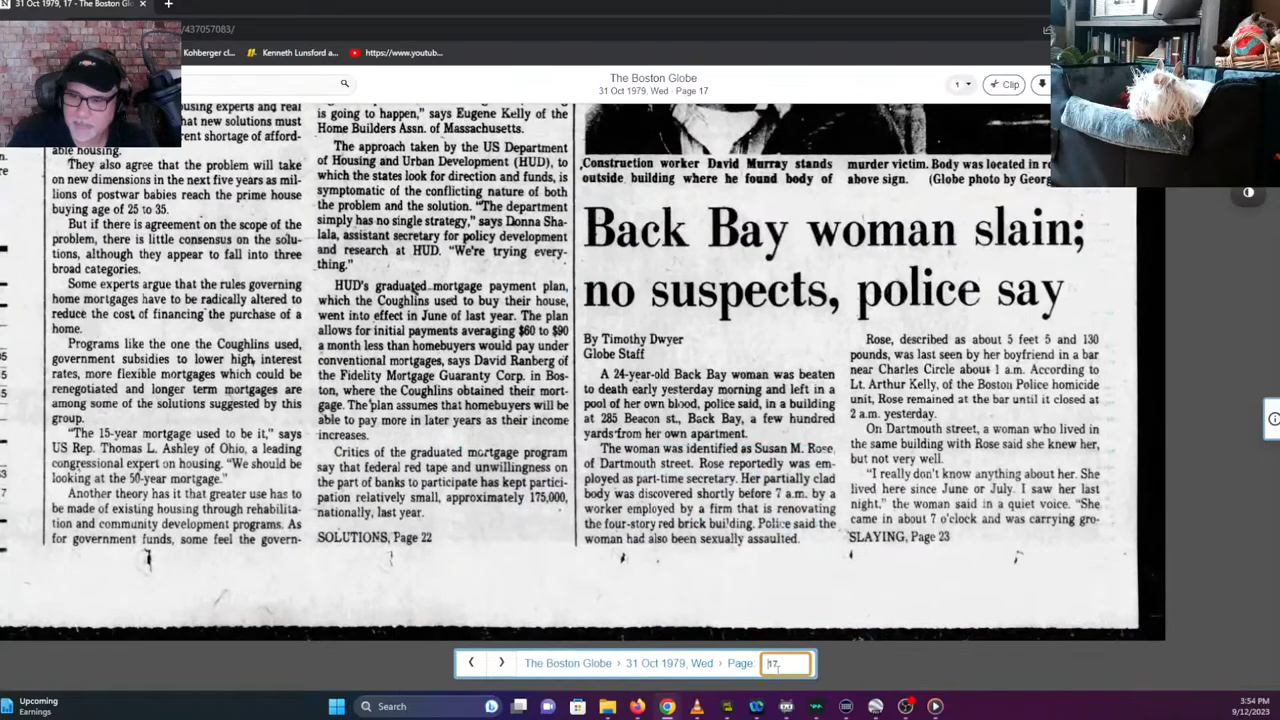 31 Oct 1979, 17 - The Boston Glo
437057083/
Kohberger cl...
Kenneth Lunsford a...
https://www.youtub...
The Boston Globe
31 Oct 1979, Wed · Page 17
1
Clip
using experts and real
that new solutions must
rent shortage of afford-
able housing.
They also agree that the problem will take
on new dimensions in the next five years as mil-
lions of postwar babies reach the prime house
buying age of 25 to 35.
But if there is agreement on the scope of the
problem, there is little consensus on the solu-
tions, although they appear to fall into three
broad categories.
Some experts argue that the rules governing
home mortgages have to be radically altered to
reduce the cost of financing the purchase of a
home.
Programs like the one the Coughlins used,
government subsidies to lower high interest
rates, more flexible mortgages which could be
renegotiated and longer term mortgages are
among some of the solutions suggested by this
group.
"The 15-year mortgage used to be it," says
US Rep. Thomas L. Ashley of Ohio, a leading
congressional expert on housing. "We should be
looking at the 50-year mortgage."
Another theory has it that greater use has to
be made of existing housing through rehabilita-
tion and community development programs. As
for government funds, some feel the govern-
is going to happen," says Eugene Kelly of the
Home Builders Assn. of Massachusetts.
The approach taken by the US Department
of Housing and Urban Development (HUD), to
which the states look for direction and funds, is
symptomatic of the conflicting nature of both
the problem and the solution. "The department
simply has no single strategy," says Donna Sha-
lala, assistant secretary for policy development
and research at HUD. "We're trying every-
thing."
HUD's graduated mortgage payment plan,
which the Coughlins used to buy their house,
went into effect in June of last year. The plan
allows for initial payments averaging $60 to $90
a month less than homebuyers would pay under
conventional mortgages, says David Ranberg of
the Fidelity Mortgage Guaranty Corp. in Bos-
ton, where the Coughlins obtained their mort-
gage. The plan assumes that homebuyers will be
able to pay more in later years as their income
increases.
Critics of the graduated mortgage program
say that federal red tape and unwillingness on
the part of banks to participate has kept partici-
pation relatively small, approximately 175,000,
nationally, last year.
SOLUTIONS, Page 22
Construction worker David Murray stands
outside building where he found body of
murder victim. Body was located in
above sign. (Globe photo by Georg
Back Bay woman slain;
no suspects, police say
By Timothy Dwyer
Globe Staff
A 24-year-old Back Bay woman was beaten
to death early yesterday morning and left in a
pool of her own blood, police said, in a building
at 285 Beacon st., Back Bay, a few hundred
yards from her own apartment.
The woman was identified as Susan M. Rose,
of Dartmouth street. Rose reportedly was em-
ployed as part-time secretary. Her partially clad
body was discovered shortly before 7 a.m. by a
worker employed by a firm that is renovating
the four-story red brick building. Police said the
woman had also been sexually assaulted.
Rose, described as about 5 feet 5 and 130
pounds, was last seen by her boyfriend in a bar
near Charles Circle about 1 a.m. According to
Lt. Arthur Kelly, of the Boston Police homicide
unit, Rose remained at the bar until it closed at
2 a.m. yesterday.
On Dartmouth street, a woman who lived in
the same building with Rose said she knew her,
but not very well.
"I really don't know anything about her. She
lived here since June or July. I saw her last
night," the woman said in a quiet voice. "She
came in about 7 o'clock and was carrying gro-
SLAYING, Page 23
The Boston Globe › 31 Oct 1979, Wed › Page 17
Upcoming
Earnings
Search
3:54 PM
9/12/2023